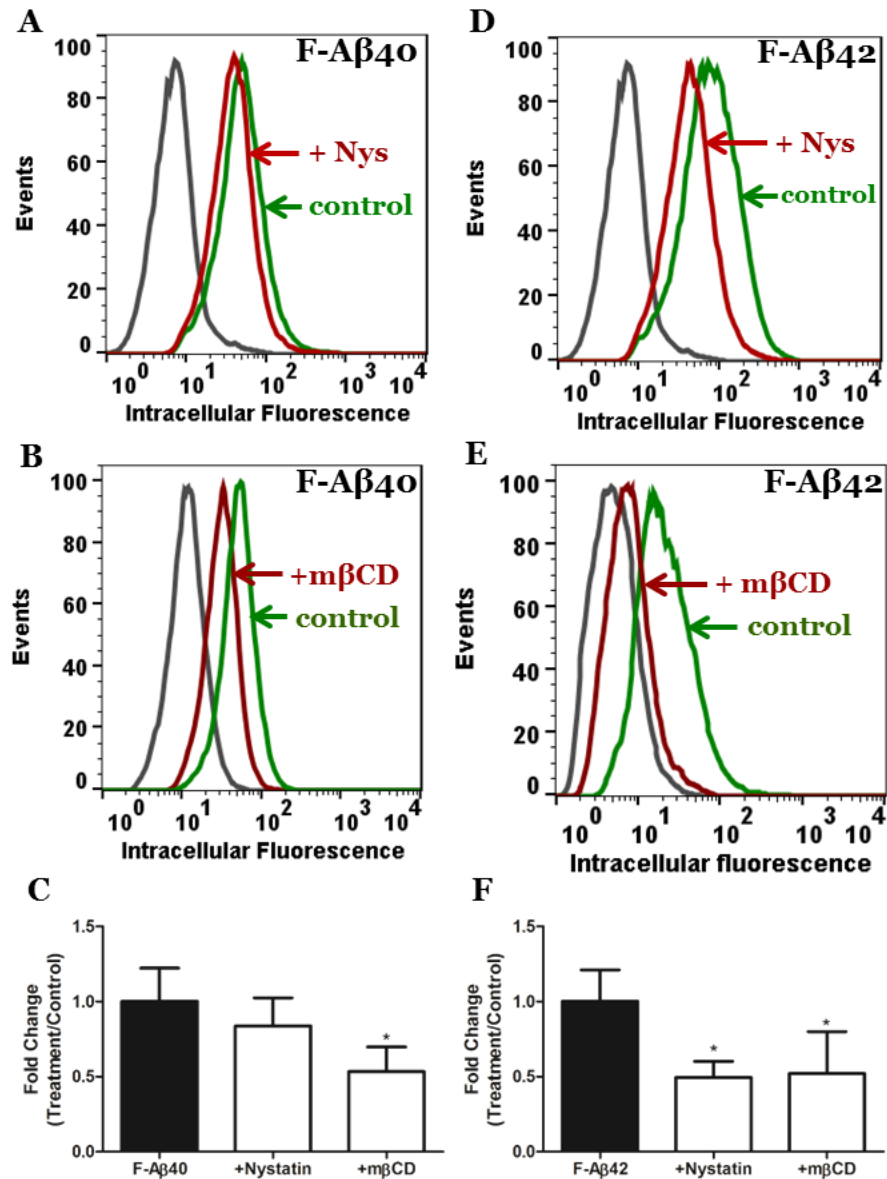 A
F-Aβ40
100
80
60
40
20
0
Events
+ Nys
control
10^0 10^1 10^2 10^3 10^4
Intracellular Fluorescence
D
F-Aβ42
100
80
60
40
20
0
Events
+ Nys
control
10^0 10^1 10^2 10^3 10^4
Intracellular Fluorescence
B
F-Aβ40
100
80
60
40
20
0
Events
+mβCD
control
10^0 10^1 10^2 10^3 10^4
Intracellular Fluorescence
E
F-Aβ42
100
80
60
40
20
0
Events
+ mβCD
control
10^0 10^1 10^2 10^3 10^4
Intracellular fluorescence
C
Fold Change
(Treatment/Control)
1.5
1.0
0.5
0.0
*
F-Aβ40 +Nystatin +mβCD
F
Fold Change
(Treatment/Control)
1.5
1.0
0.5
0.0
* *
F-Aβ42 +Nystatin +mβCD